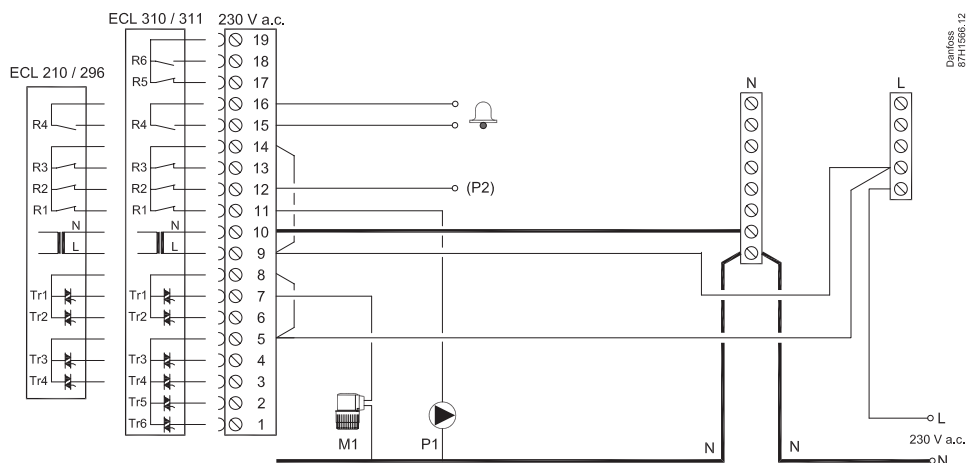 ECL 310 / 311 230 V a.c.
Danfoss
87H1566.12
ECL 210 / 296
R4
R3
R2
R1
N
L
Tr1
Tr2
Tr3
Tr4
R6
R5
R4
R3
R2
R1
N
L
Tr1
Tr2
Tr3
Tr4
Tr5
Tr6
19
18
17
16
15
14
13
12
11
10
9
8
7
6
5
4
3
2
1
(P2)
N
L
M1
P1
N
N
L
230 V a.c.
N